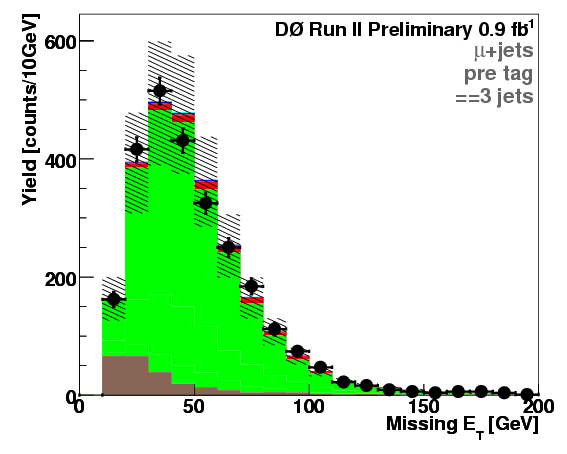 DØ Run II Preliminary 0.9 fb-1
μ+jets
pre tag
==3 jets
Yield [counts/10GeV]
600
400
200
0
0 50 100 150 200
Missing ET [GeV]